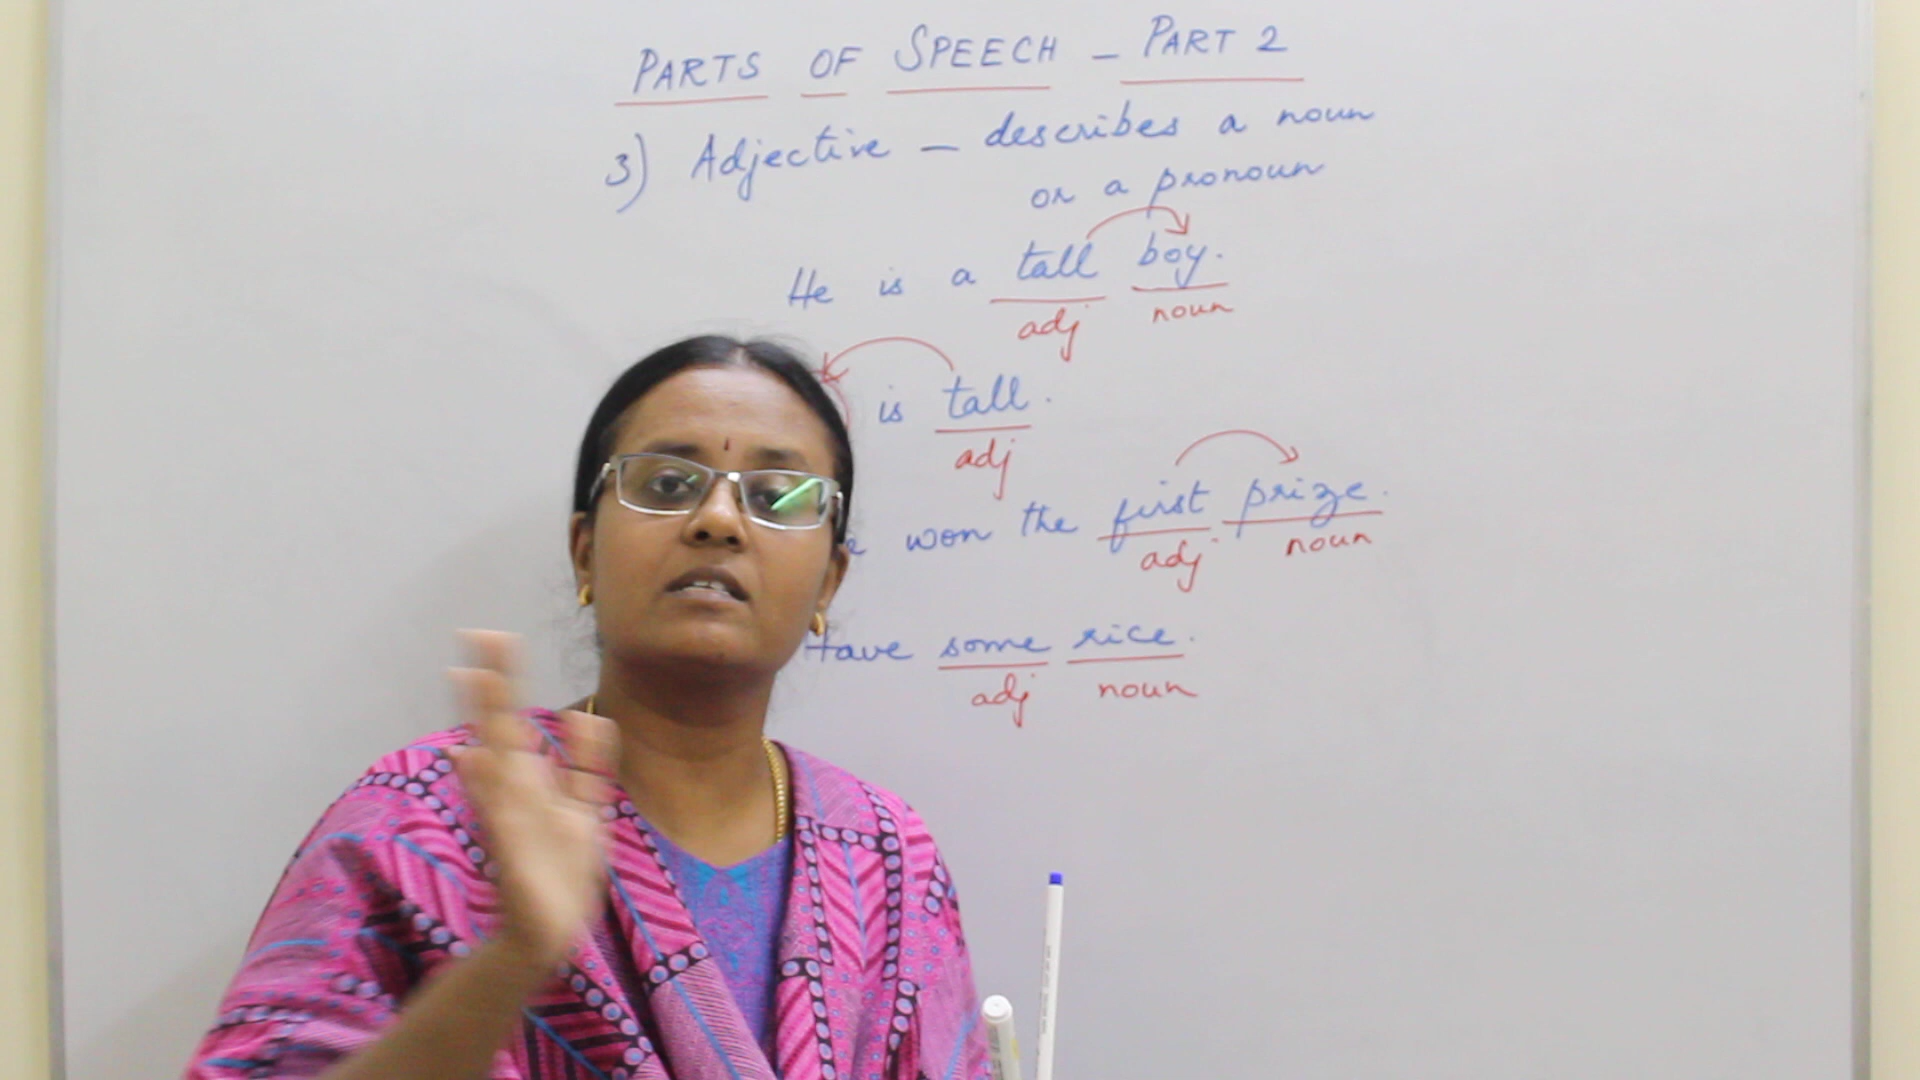 PARTS OF SPEECH - PART 2
3) Adjective - describes a noun
or a pronoun
He is a tall boy.
adj noun
is tall.
adj
won the first prize.
adj noun
Have some rice.
adj noun